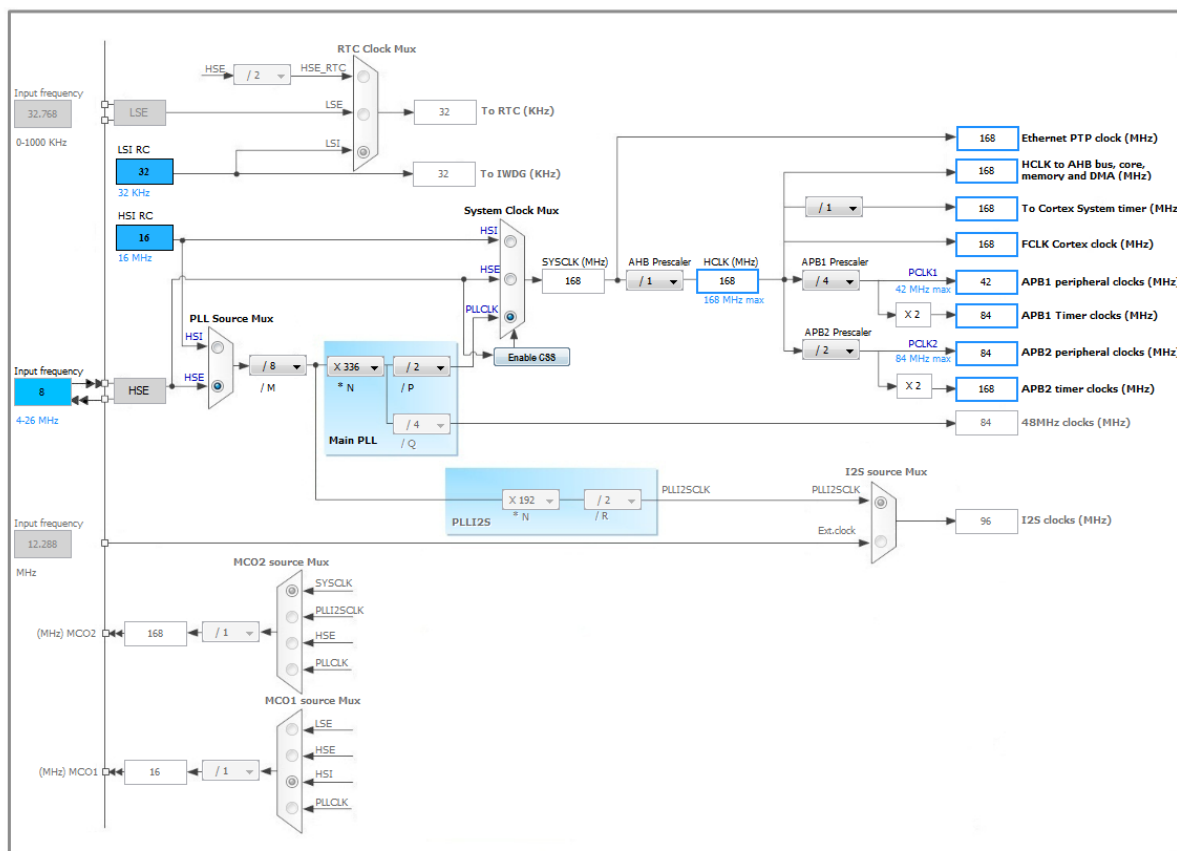 RTC Clock Mux
HSE
/ 2
HSE_RTC
Input frequency
32.768
0-1000 KHz
LSE
LSE
32
To RTC (KHz)
LSI RC
32
32 KHz
LSI
32
To IWDG (KHz)
HSI RC
16
16 MHz
System Clock Mux
HSI
HSE
PLLCLK
SYSCLK (MHz)
168
AHB Prescaler
/ 1
HCLK (MHz)
168
168 MHz max
Enable CSS
168
Ethernet PTP clock (MHz)
168
HCLK to AHB bus, core,
memory and DMA (MHz)
/ 1
168
To Cortex System timer (MHz
168
FCLK Cortex clock (MHz)
APB1 Prescaler
/ 4
PCLK1
42 MHz max
42
APB1 peripheral clocks (MHz)
X 2
84
APB1 Timer clocks (MHz)
APB2 Prescaler
/ 2
PCLK2
84 MHz max
84
APB2 peripheral clocks (MHz)
X 2
168
APB2 timer clocks (MHz)
PLL Source Mux
HSI
HSE
Input frequency
8
4-26 MHz
HSE
/ 8
/ M
X 336
* N
/ 2
/ P
/ 4
/ Q
Main PLL
84
48MHz clocks (MHz)
X 192
* N
/ 2
/ R
PLLI2S
PLLI2SCLK
I2S source Mux
PLLI2SCLK
Ext.clock
96
I2S clocks (MHz)
Input frequency
12.288
MHz
MCO2 source Mux
SYSCLK
PLLI2SCLK
HSE
PLLCLK
(MHz) MCO2
168
/ 1
MCO1 source Mux
LSE
HSE
HSI
PLLCLK
(MHz) MCO1
16
/ 1